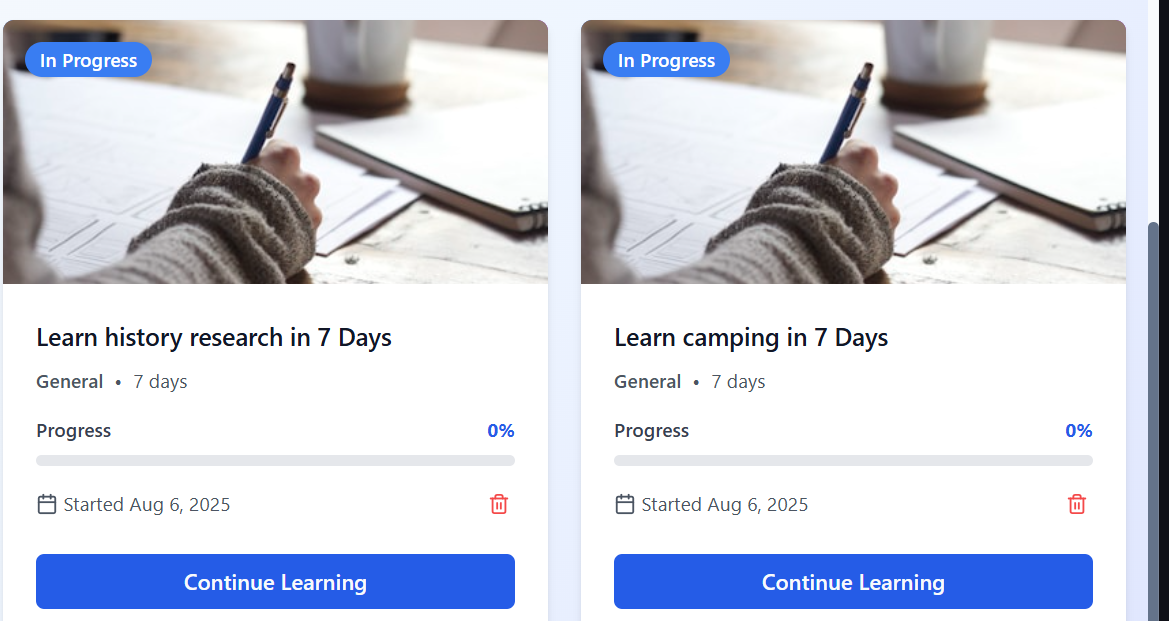 In Progress
Learn history research in 7 Days
General • 7 days
Progress 0%
Started Aug 6, 2025
Continue Learning
In Progress
Learn camping in 7 Days
General • 7 days
Progress 0%
Started Aug 6, 2025
Continue Learning